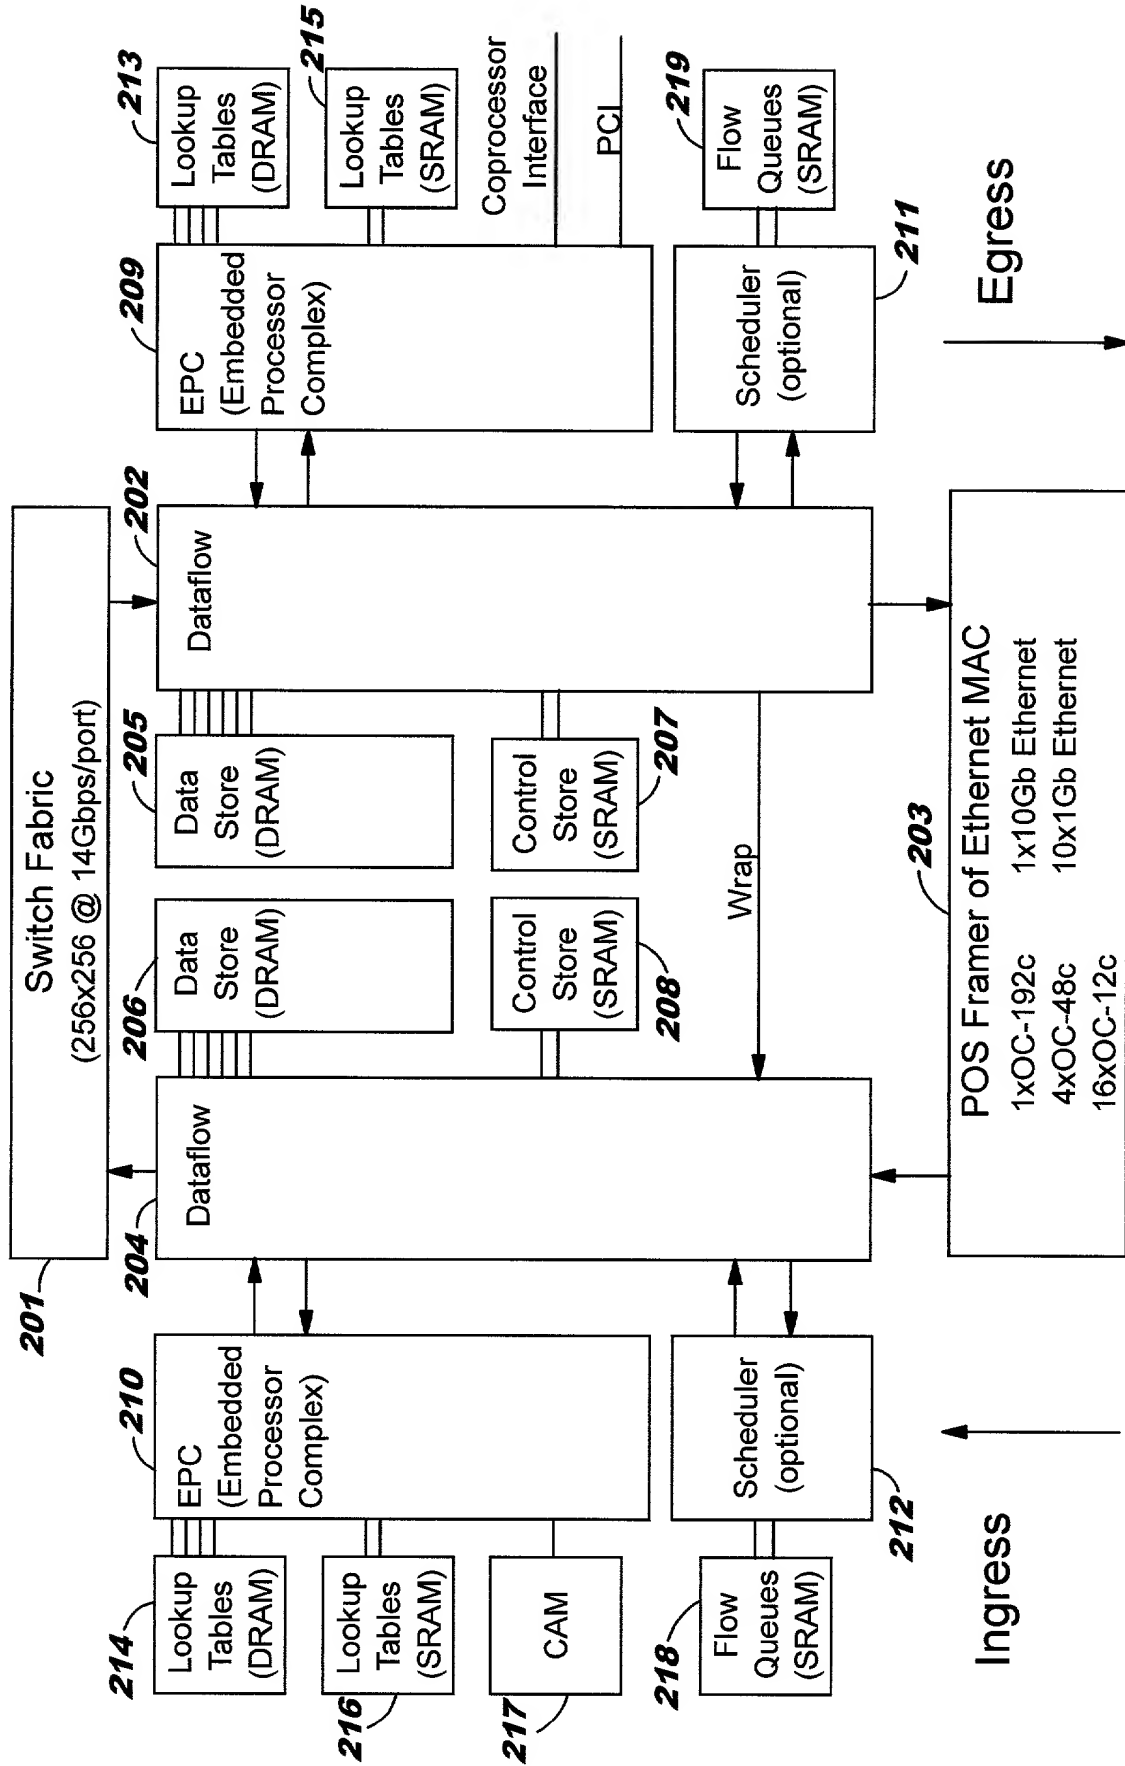 201
Switch Fabric
(256x256 @ 14Gbps/port)
214
Lookup
Tables
(DRAM)
210
EPC
(Embedded
Processor
Complex)
204
Dataflow
206
Data
Store
(DRAM)
205
Data
Store
(DRAM)
202
Dataflow
209
EPC
(Embedded
Processor
Complex)
213
Lookup
Tables
(DRAM)
216
Lookup
Tables
(SRAM)
215
Lookup
Tables
(SRAM)
217
CAM
208
Control
Store
(SRAM)
207
Control
Store
(SRAM)
Coprocessor
Interface
PCI
218
Flow
Queues
(SRAM)
212
Scheduler
(optional)
Wrap
211
Scheduler
(optional)
219
Flow
Queues
(SRAM)
Ingress
203
POS Framer of Ethernet MAC
1xOC-192c 1x10Gb Ethernet
4xOC-48c 10x1Gb Ethernet
16xOC-12c
Egress